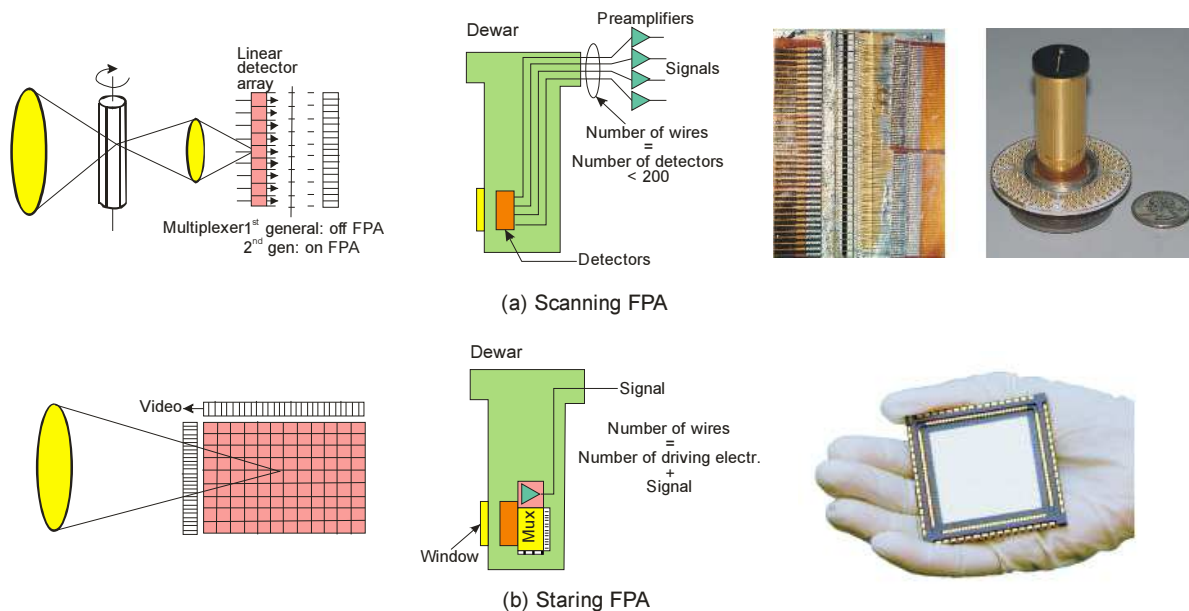 Linear
detector
array
Multiplexer1st general: off FPA
2nd gen: on FPA
Dewar
Preamplifiers
Signals
Number of wires
=
Number of detectors
< 200
Detectors
(a) Scanning FPA
Video
Dewar
Signal
Number of wires
=
Number of driving electr.
+
Signal
Mux
Window
(b) Staring FPA